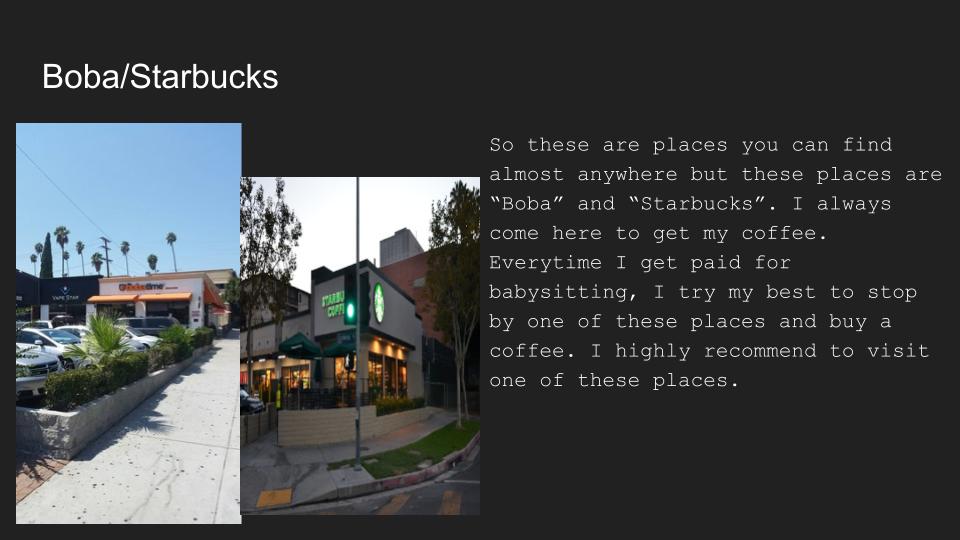 Boba/Starbucks
So these are places you can find
almost anywhere but these places are
“Boba” and “Starbucks”. I always
come here to get my coffee.
Everytime I get paid for
babysitting, I try my best to stop
by one of these places and buy a
coffee. I highly recommend to visit
one of these places.
VAPE STAR
Bobatime